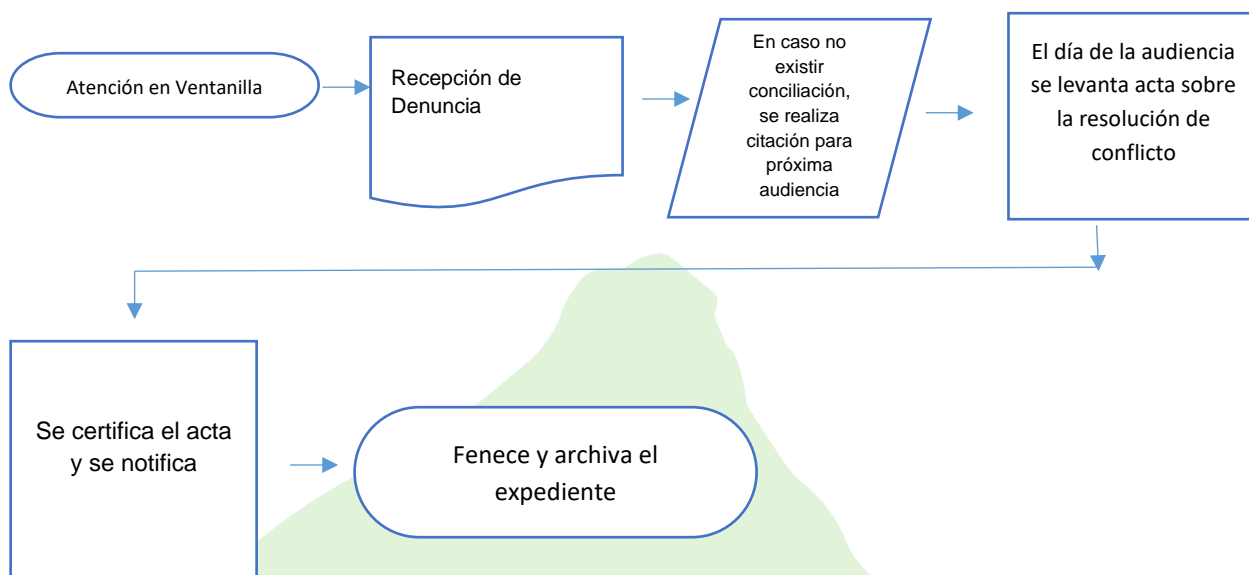 Atención en Ventanilla
Recepción de
Denuncia
En caso no
existir
conciliación,
se realiza
citación para
próxima
audiencia
El día de la audiencia
se levanta acta sobre
la resolución de
conflicto
Se certifica el acta
y se notifica
Fenece y archiva el
expediente